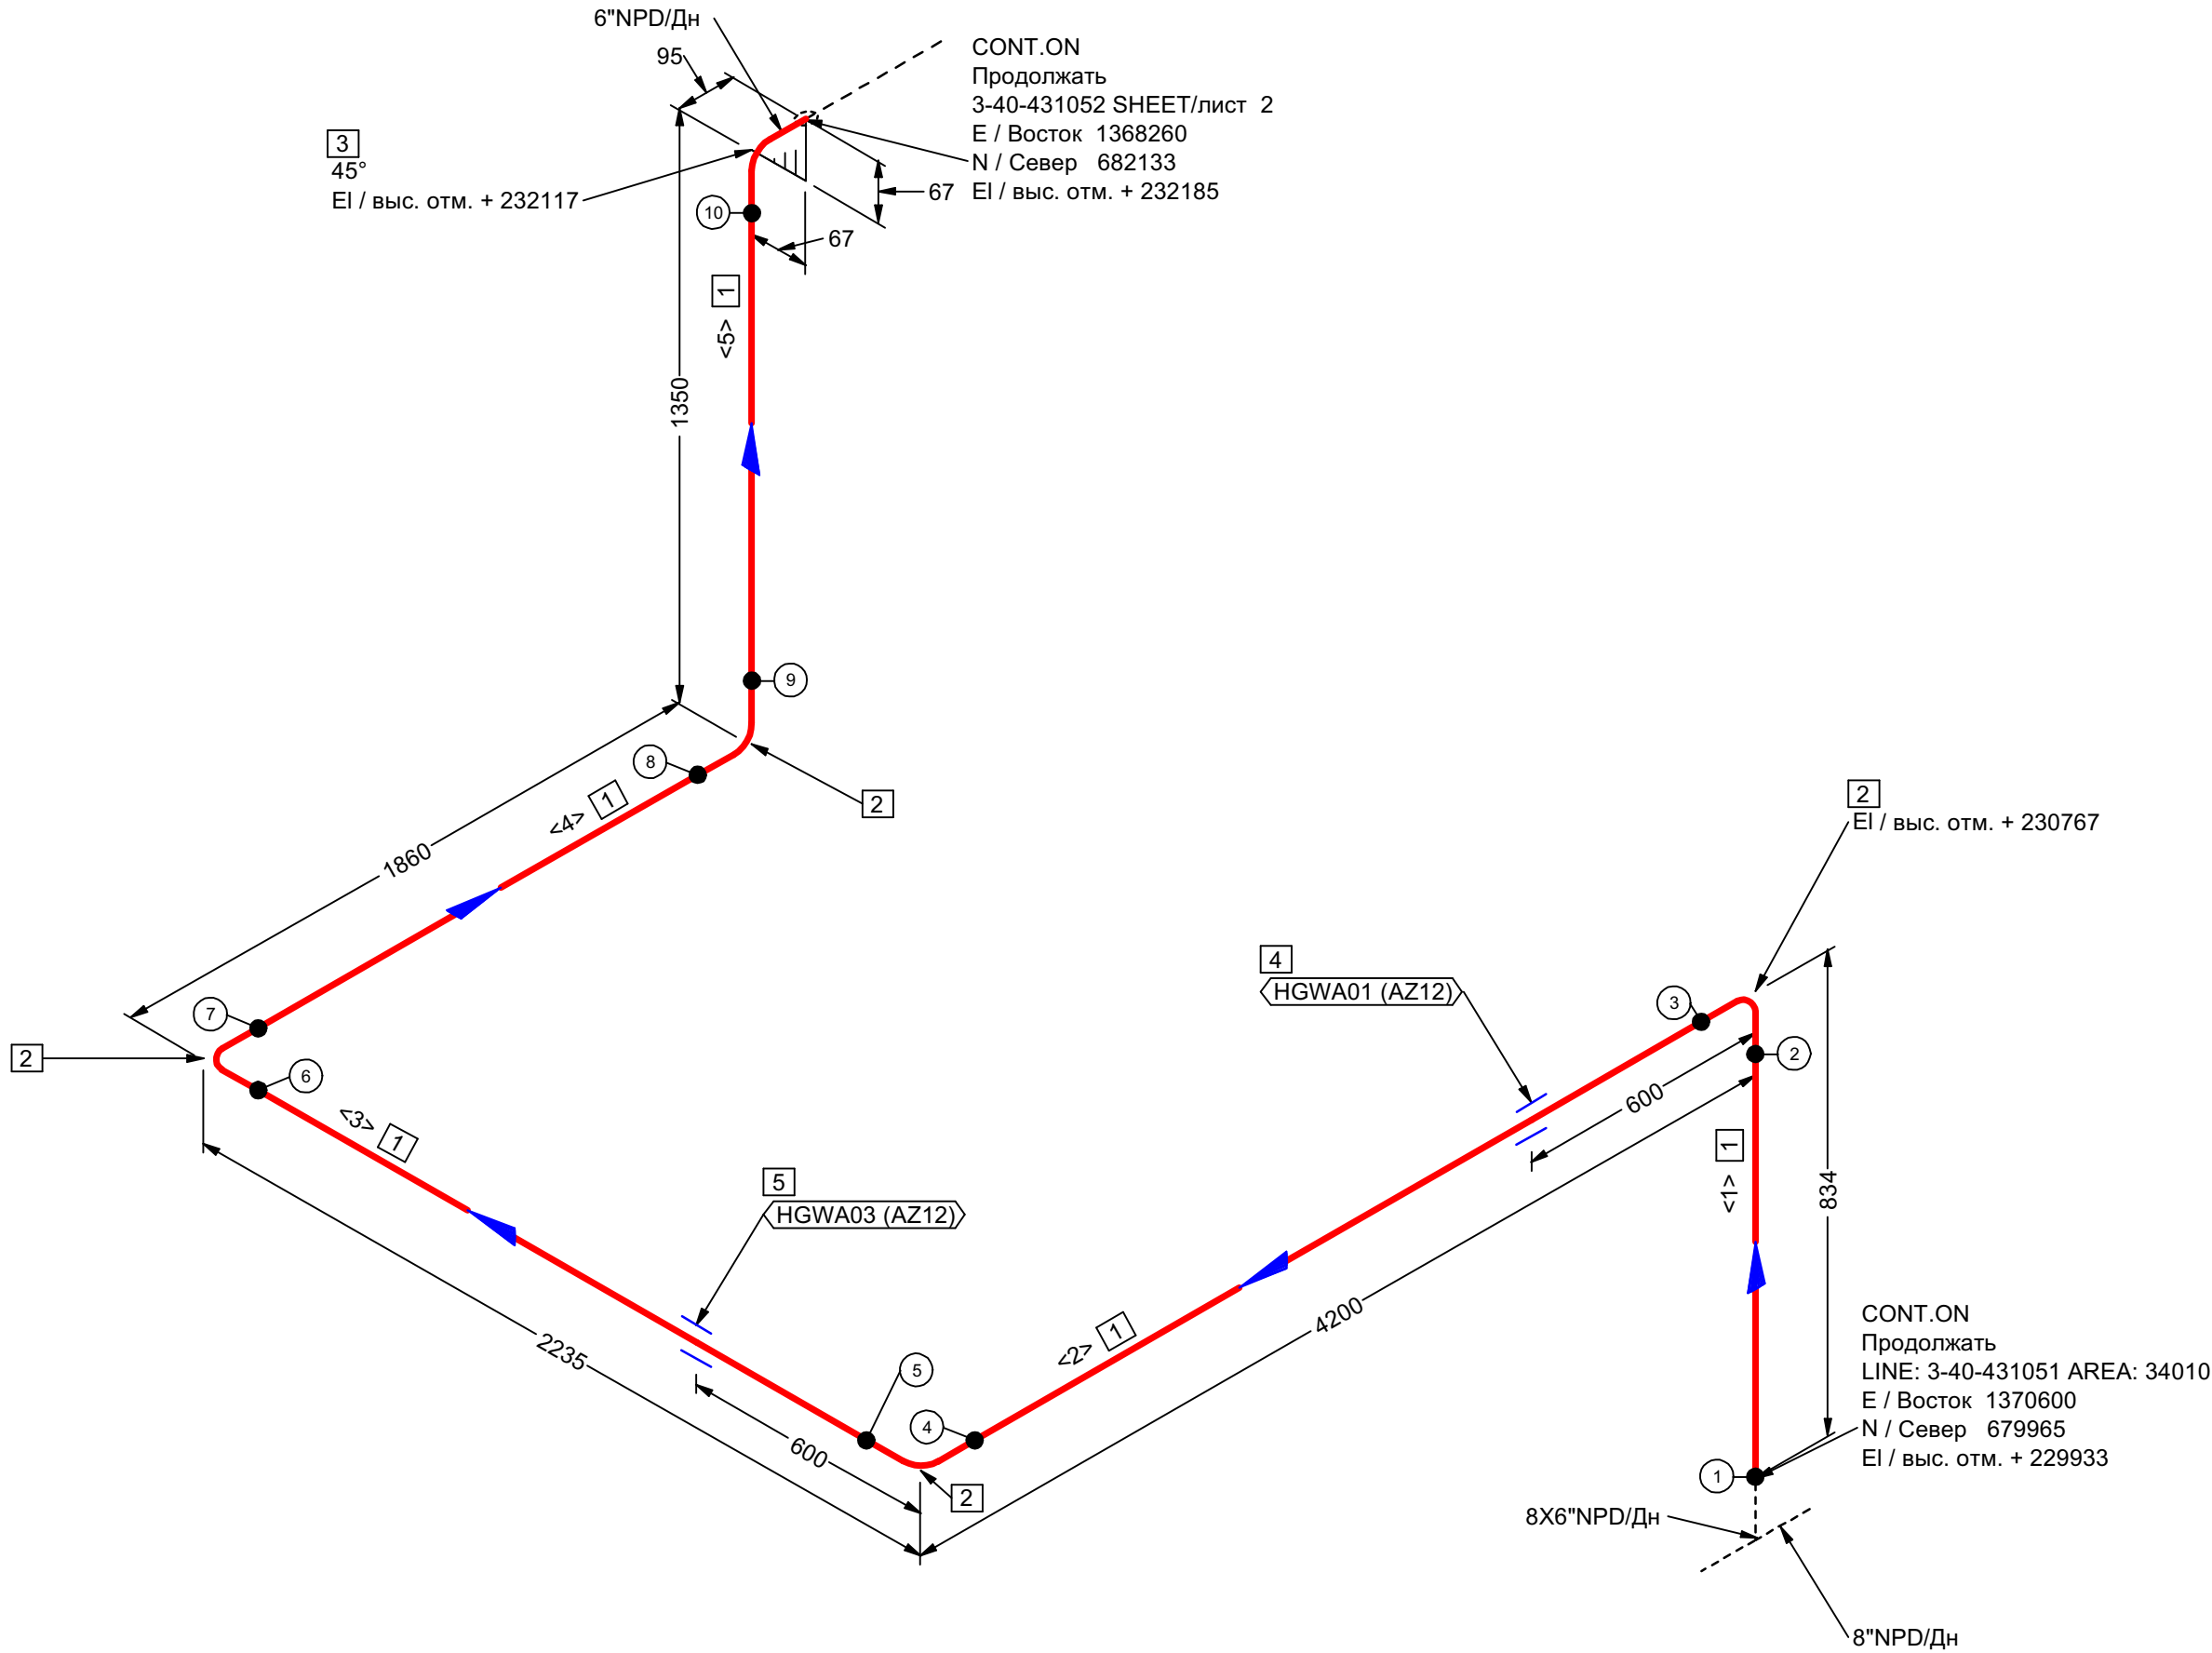 6"NPD/Дн
95
CONT.ON
Продолжать
3-40-431052 SHEET/лист 2
E / Восток 1368260
N / Север 682133
El / выс. отм. + 232185
3
45°
El / выс. отм. + 232117
67
10
67
1
<5>
1350
9
8
2
<4> 1
1860
2
El / выс. отм. + 230767
4
HGWA01 (AZ12)
3
7
2
2
6
600
<3> 1
1
<1>
834
5
HGWA03 (AZ12)
4200
2235
<2> 1
CONT.ON
Продолжать
LINE: 3-40-431051 AREA: 34010
E / Восток 1370600
N / Север 679965
El / выс. отм. + 229933
5
4
600
1
2
8X6"NPD/Дн
8"NPD/Дн